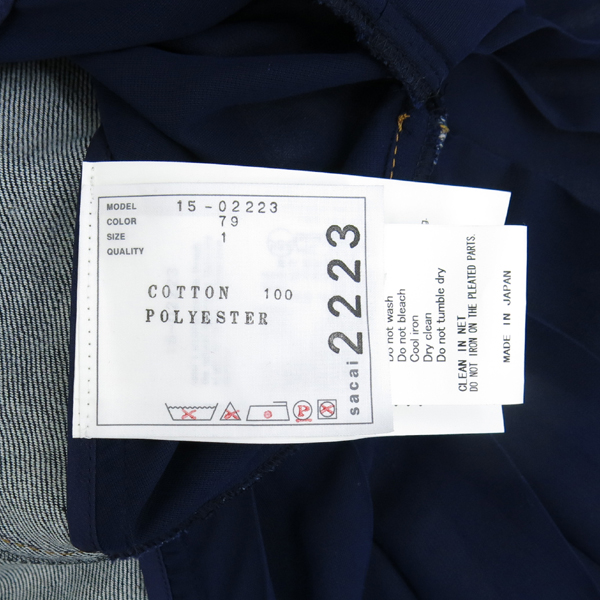 MODEL 15-02223
COLOR 79
SIZE 1
QUALITY
COTTON 100
POLYESTER
sacai 2223
P
Do not wash
Do not bleach
Cool iron
Dry clean
Do not tumble dry
CLEAN IN NET
DO NOT IRON ON THE PLEATED PARTS.
MADE IN JAPAN